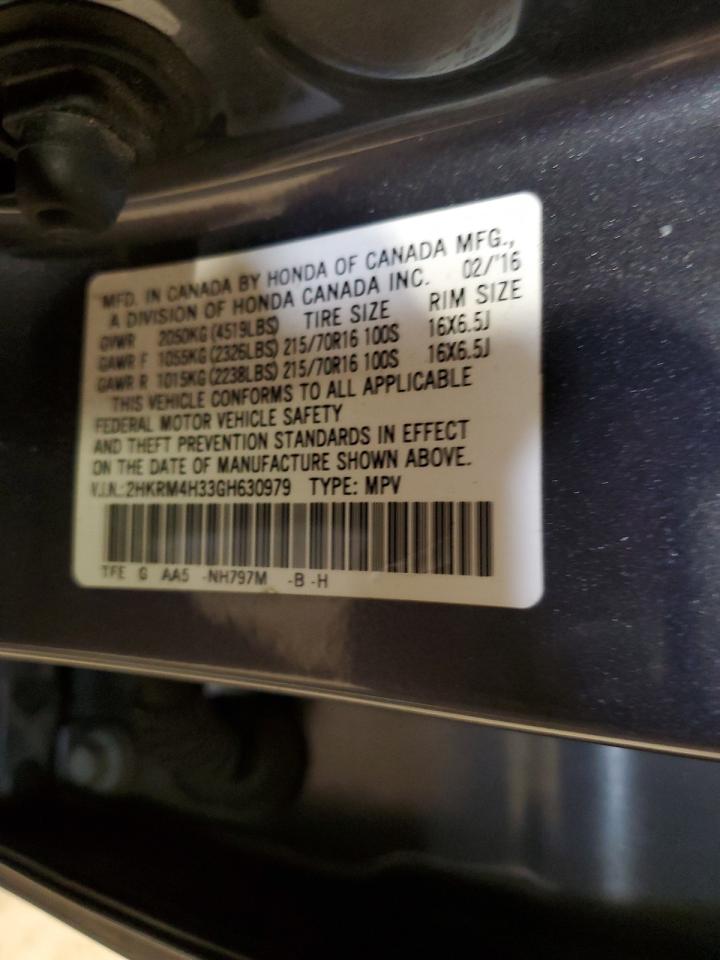 MFD. IN CANADA BY HONDA OF CANADA MFG.,
A DIVISION OF HONDA CANADA INC. 02/'16
GVWR 2050KG (4519LBS) TIRE SIZE RIM SIZE
GAWR F 1055KG (2326LBS) 215/70R16 100S 16X6.5J
GAWR R 1015KG (2238LBS) 215/70R16 100S 16X6.5J
THIS VEHICLE CONFORMS TO ALL APPLICABLE
FEDERAL MOTOR VEHICLE SAFETY
AND THEFT PREVENTION STANDARDS IN EFFECT
ON THE DATE OF MANUFACTURE SHOWN ABOVE.
V.I.N.:2HKRM4H33GH630979 TYPE: MPV
TFE G AA5 -NH797M -B -H